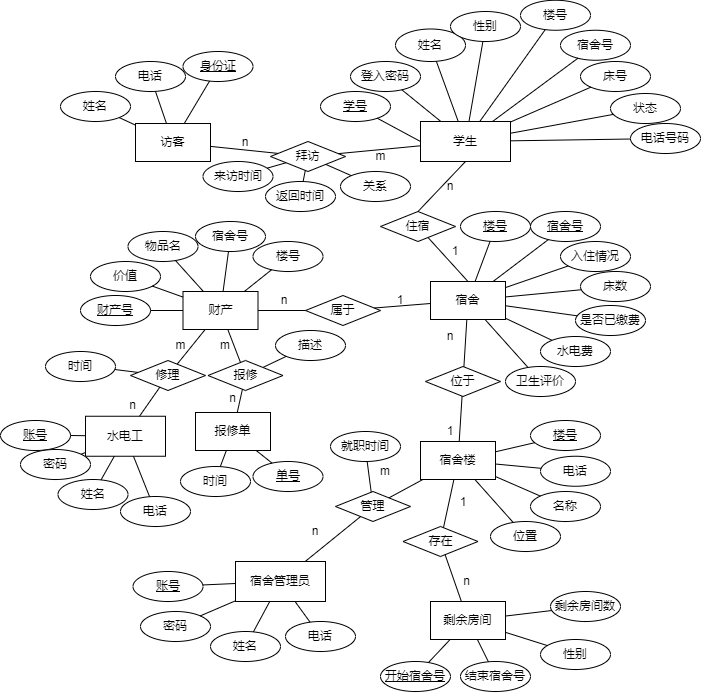 楼号
性别
姓名
宿舍号
身份证
电话
登入密码
床号
姓名
学号
状态
访客
n
学生
电话号码
拜访
m
来访时间
关系
返回时间
n
住宿
楼号
宿舍号
物品名
宿舍号
1
价值
楼号
入住情况
床数
财产号
财产
n
属于
1
宿舍
是否已缴费
m
m
描述
n
水电费
时间
修理
报修
位于
卫生评价
n
n
账号
水电工
报修单
1
楼号
密码
就职时间
m
宿舍楼
电话
时间
单号
姓名
电话
管理
1
名称
位置
n
存在
账号
宿舍管理员
n
密码
剩余房间数
姓名
电话
剩余房间
性别
开始宿舍号
结束宿舍号